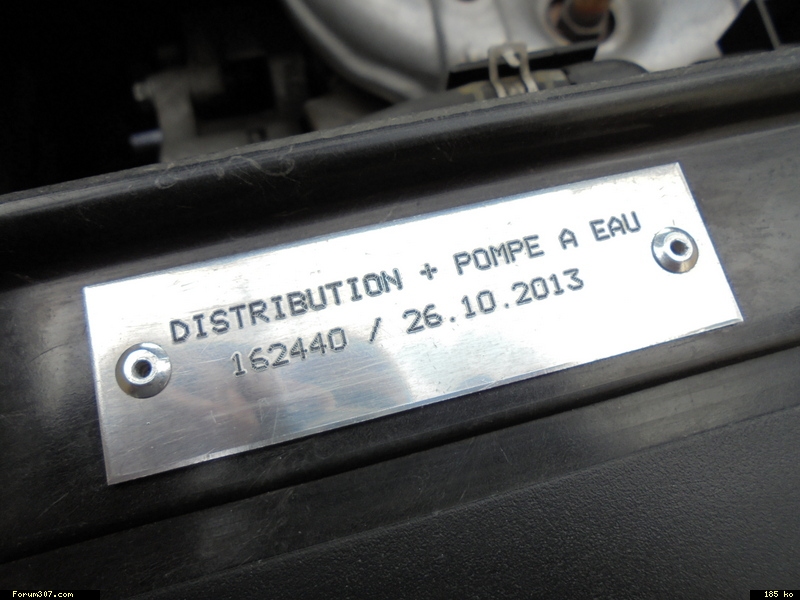 DISTRIBUTION + POMPE A EAU
162440 / 26.10.2013
Forum307.com
185 ko